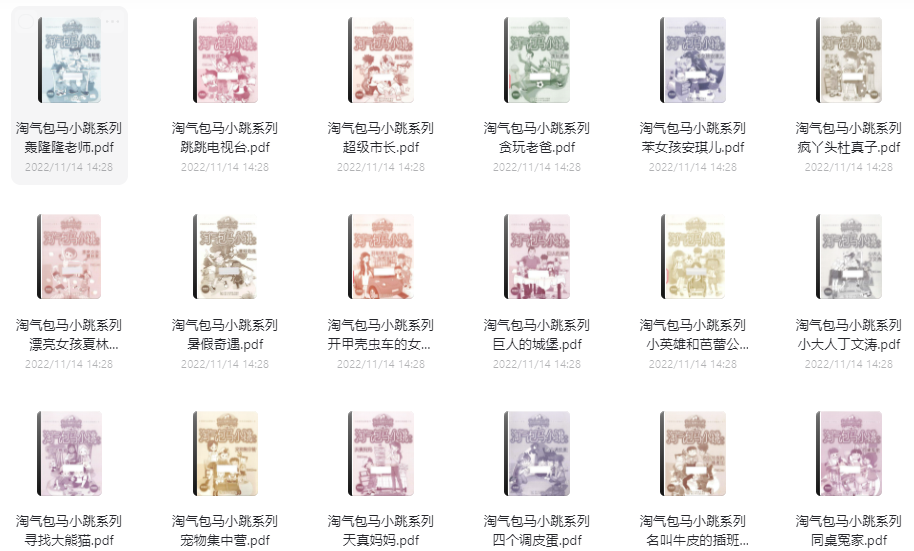 淘气包马小跳系列 淘气包马小跳系列 淘气包马小跳系列 淘气包马小跳系列 淘气包马小跳系列 淘气包马小跳系列
轰隆隆老师.pdf 跳跳电视台.pdf 超级市长.pdf 贪玩老爸.pdf 笨女孩安琪儿.pdf 疯丫头杜真子.pdf
2022/11/14 14:28 2022/11/14 14:28 2022/11/14 14:28 2022/11/14 14:28 2022/11/14 14:28 2022/11/14 14:28
淘气包马小跳系列 淘气包马小跳系列 淘气包马小跳系列 淘气包马小跳系列 淘气包马小跳系列 淘气包马小跳系列
漂亮女孩夏林... 暑假奇遇.pdf 开甲壳虫车的女... 巨人的城堡.pdf 小英雄和芭蕾公... 小大人丁文涛.pdf
2022/11/14 14:28 2022/11/14 14:28 2022/11/14 14:28 2022/11/14 14:28 2022/11/14 14:28 2022/11/14 14:28
淘气包马小跳系列 淘气包马小跳系列 淘气包马小跳系列 淘气包马小跳系列 淘气包马小跳系列 淘气包马小跳系列
寻找大熊猫.pdf 宠物集中营.pdf 天真妈妈.pdf 四个调皮蛋.pdf 名叫牛皮的插班... 同桌冤家.pdf